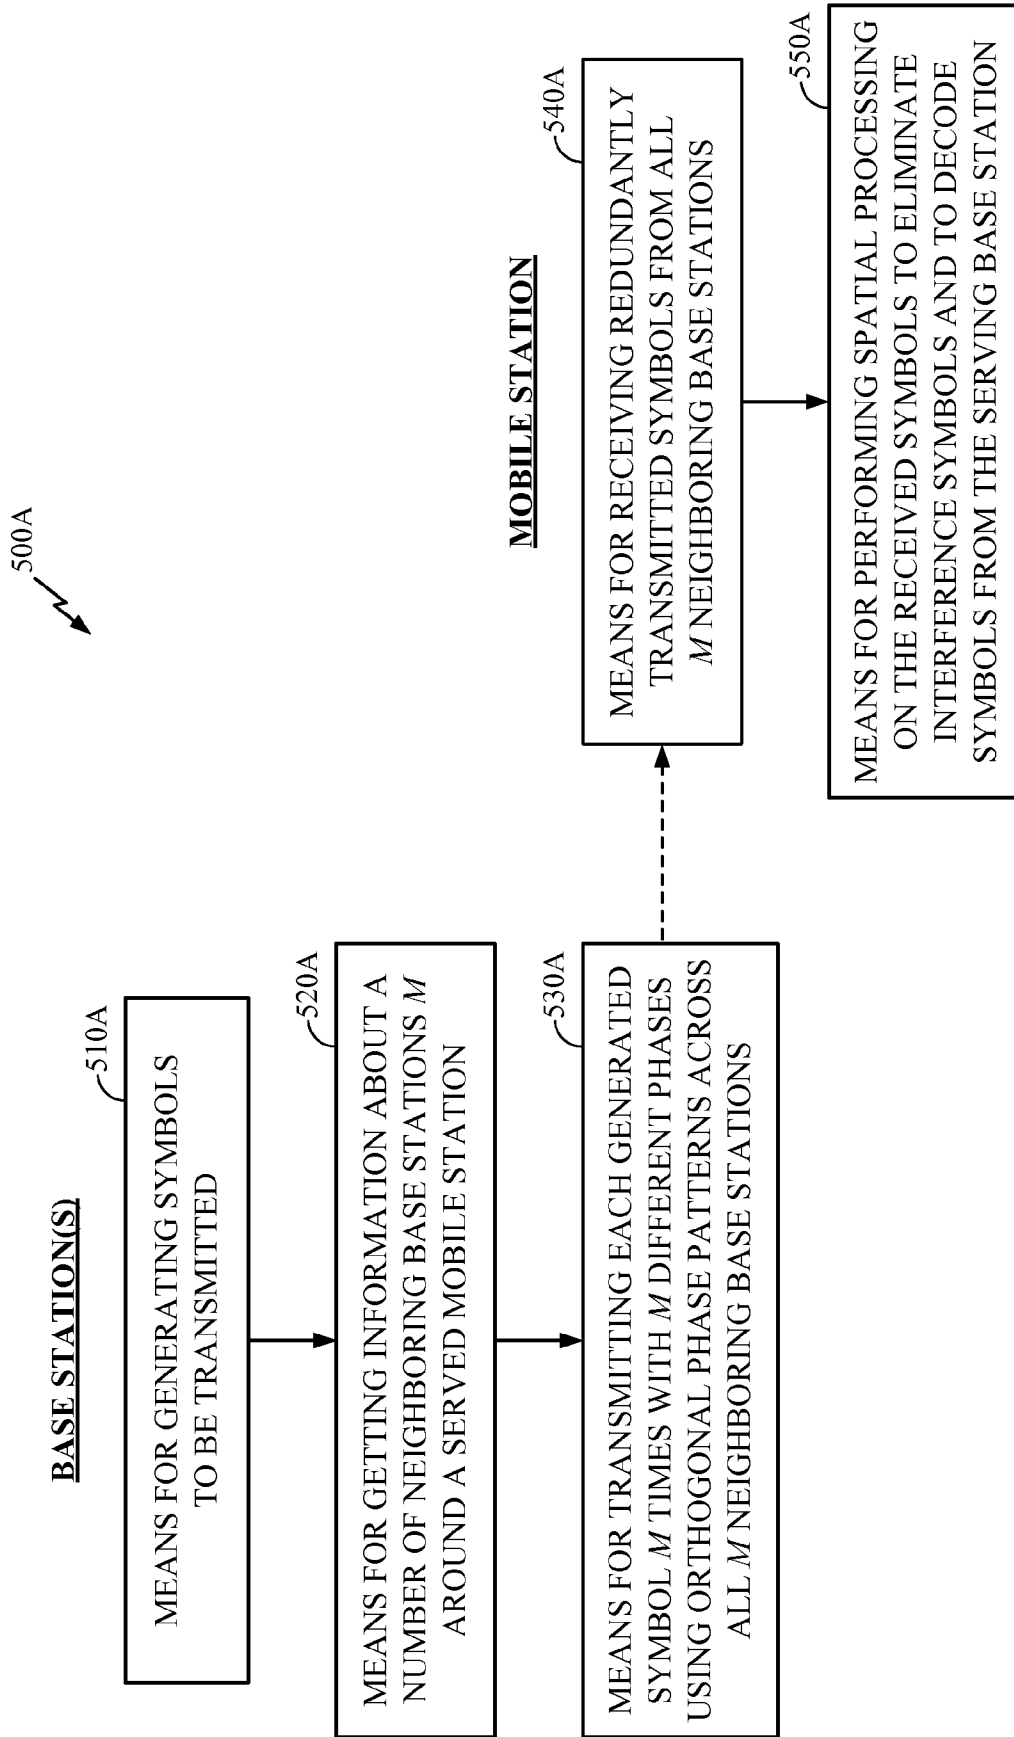 500A
BASE STATION(S)
510A
MEANS FOR GENERATING SYMBOLS
TO BE TRANSMITTED
520A
MEANS FOR GETTING INFORMATION ABOUT A
NUMBER OF NEIGHBORING BASE STATIONS M
AROUND A SERVED MOBILE STATION
530A
MEANS FOR TRANSMITTING EACH GENERATED
SYMBOL M TIMES WITH M DIFFERENT PHASES
USING ORTHOGONAL PHASE PATTERNS ACROSS
ALL M NEIGHBORING BASE STATIONS
MOBILE STATION
540A
MEANS FOR RECEIVING REDUNDANTLY
TRANSMITTED SYMBOLS FROM ALL
M NEIGHBORING BASE STATIONS
550A
MEANS FOR PERFORMING SPATIAL PROCESSING
ON THE RECEIVED SYMBOLS TO ELIMINATE
INTERFERENCE SYMBOLS AND TO DECODE
SYMBOLS FROM THE SERVING BASE STATION